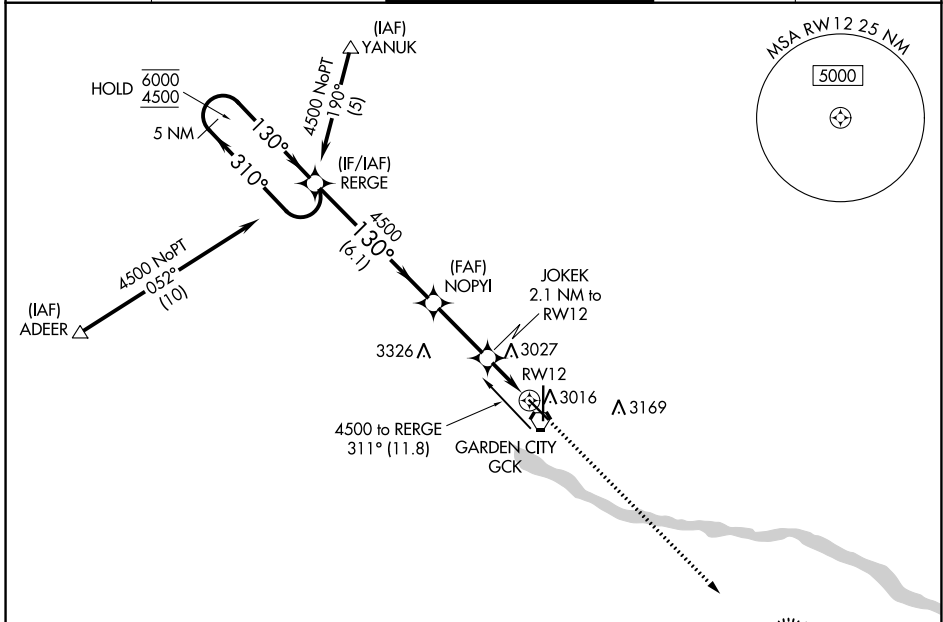 (IAF)
YANUK
4500 NoPT
190°
(5)
HOLD
6000
4500
5 NM
130°
310°
(IF/IAF)
RERGE
MSA RW12 25 NM
5000
4500
130°
(6.1)
4500 NoPT
052°
(10)
(IAF)
ADEER
(FAF)
NOPYI
JOKEK
2.1 NM to
RW12
3326
3027
RW12
3016
3169
4500 to RERGE
311° (11.8)
GARDEN CITY
GCK